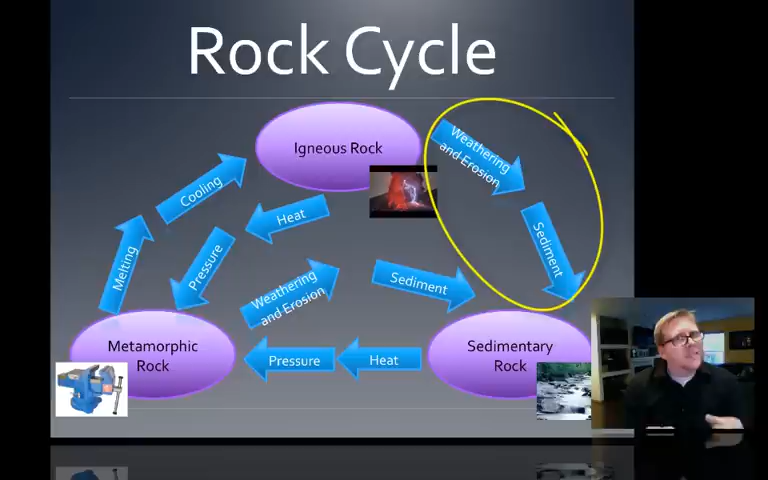 Rock Cycle
Igneous Rock
Weathering
and Erosion
Cooling
Heat
Sediment
Pressure
Melting
Weathering
and Erosion
Sediment
Metamorphic
Rock
Pressure
Heat
Sedimentary
Rock